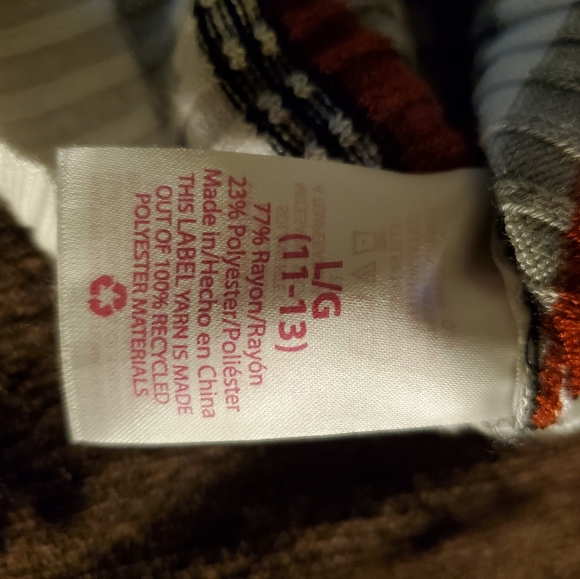 L/G
(11-13)
77% Rayon/Rayón
23% Polyester/Poliéster
Made in/Hecho en China
THIS LABEL YARN IS MADE
OUT OF 100% RECYCLED
POLYESTER MATERIALS